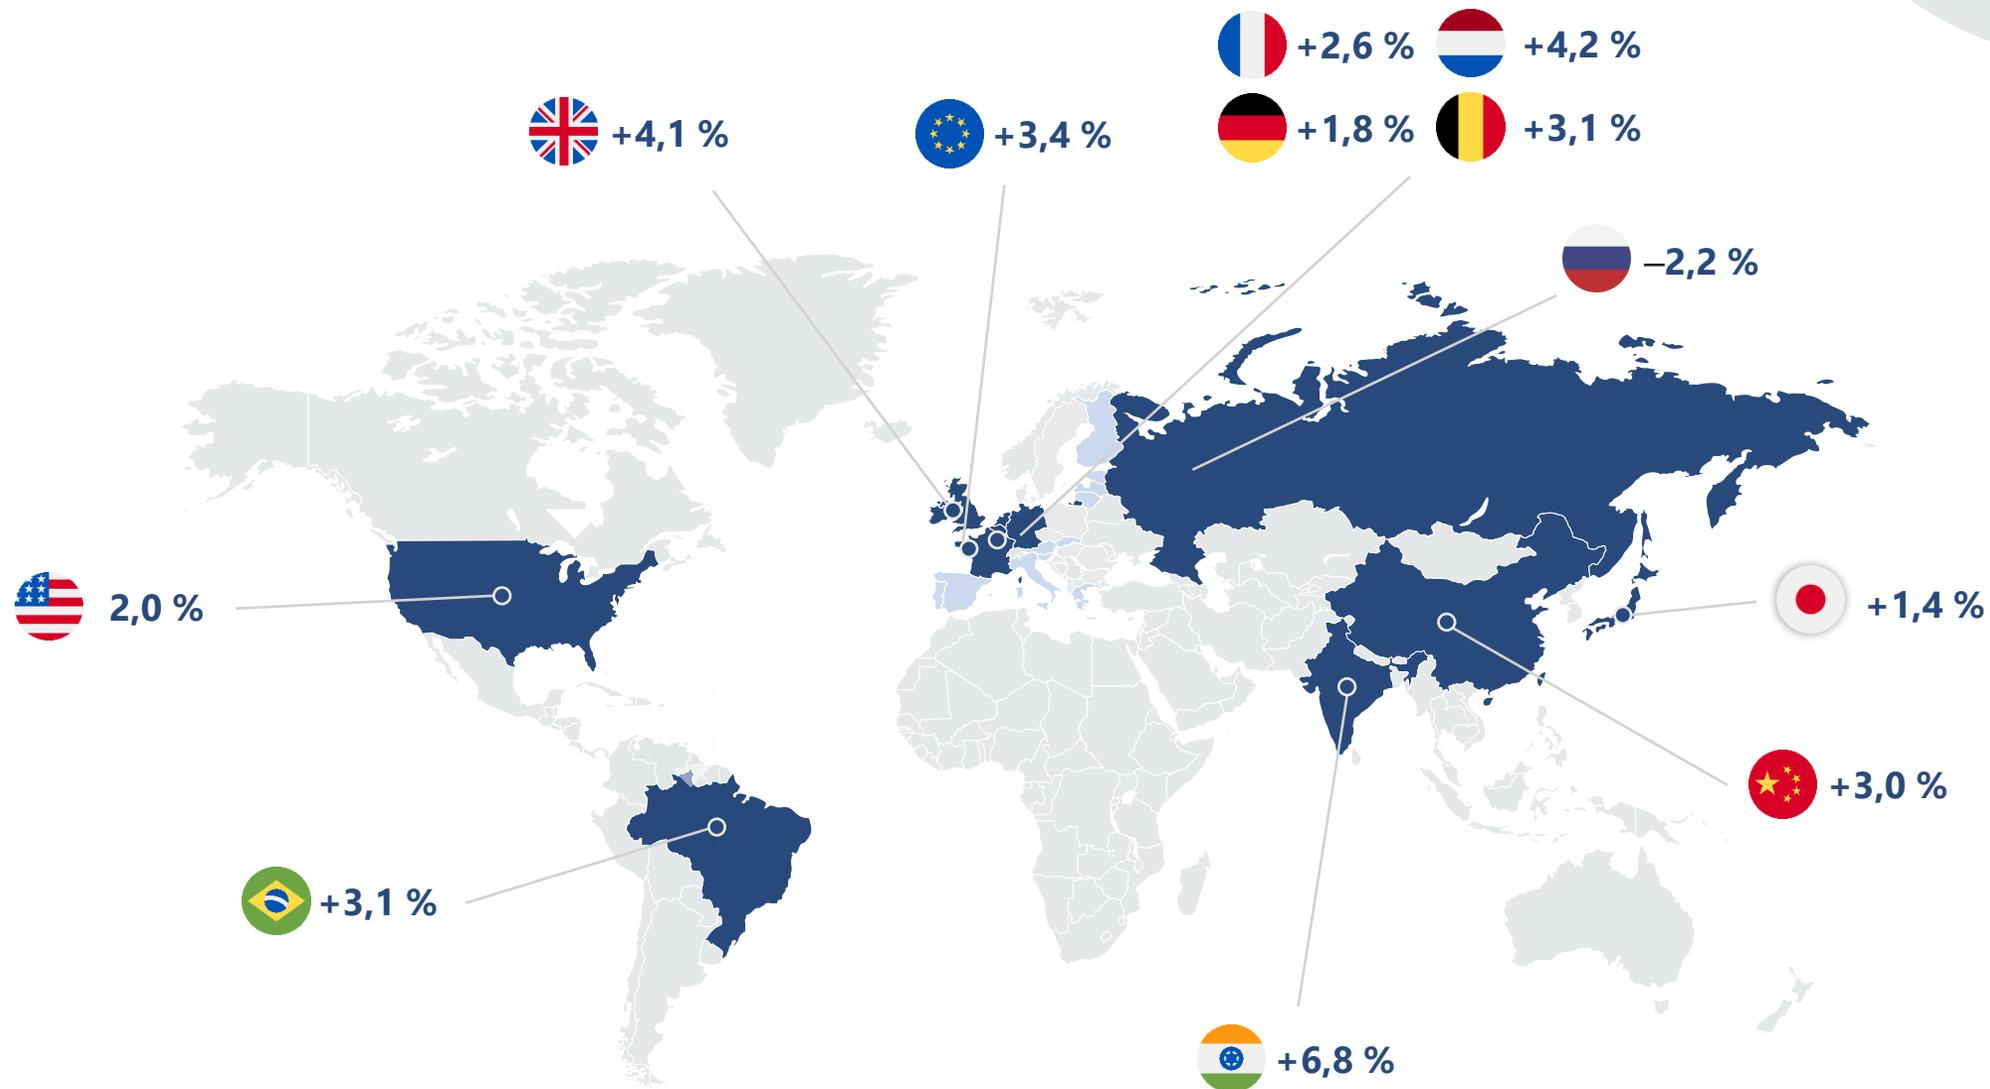 +2,6 % +4,2 %
+4,1 % +3,4 % +1,8 % +3,1 %
–2,2 %
2,0 % +1,4 %
+3,0 %
+3,1 %
+6,8 %